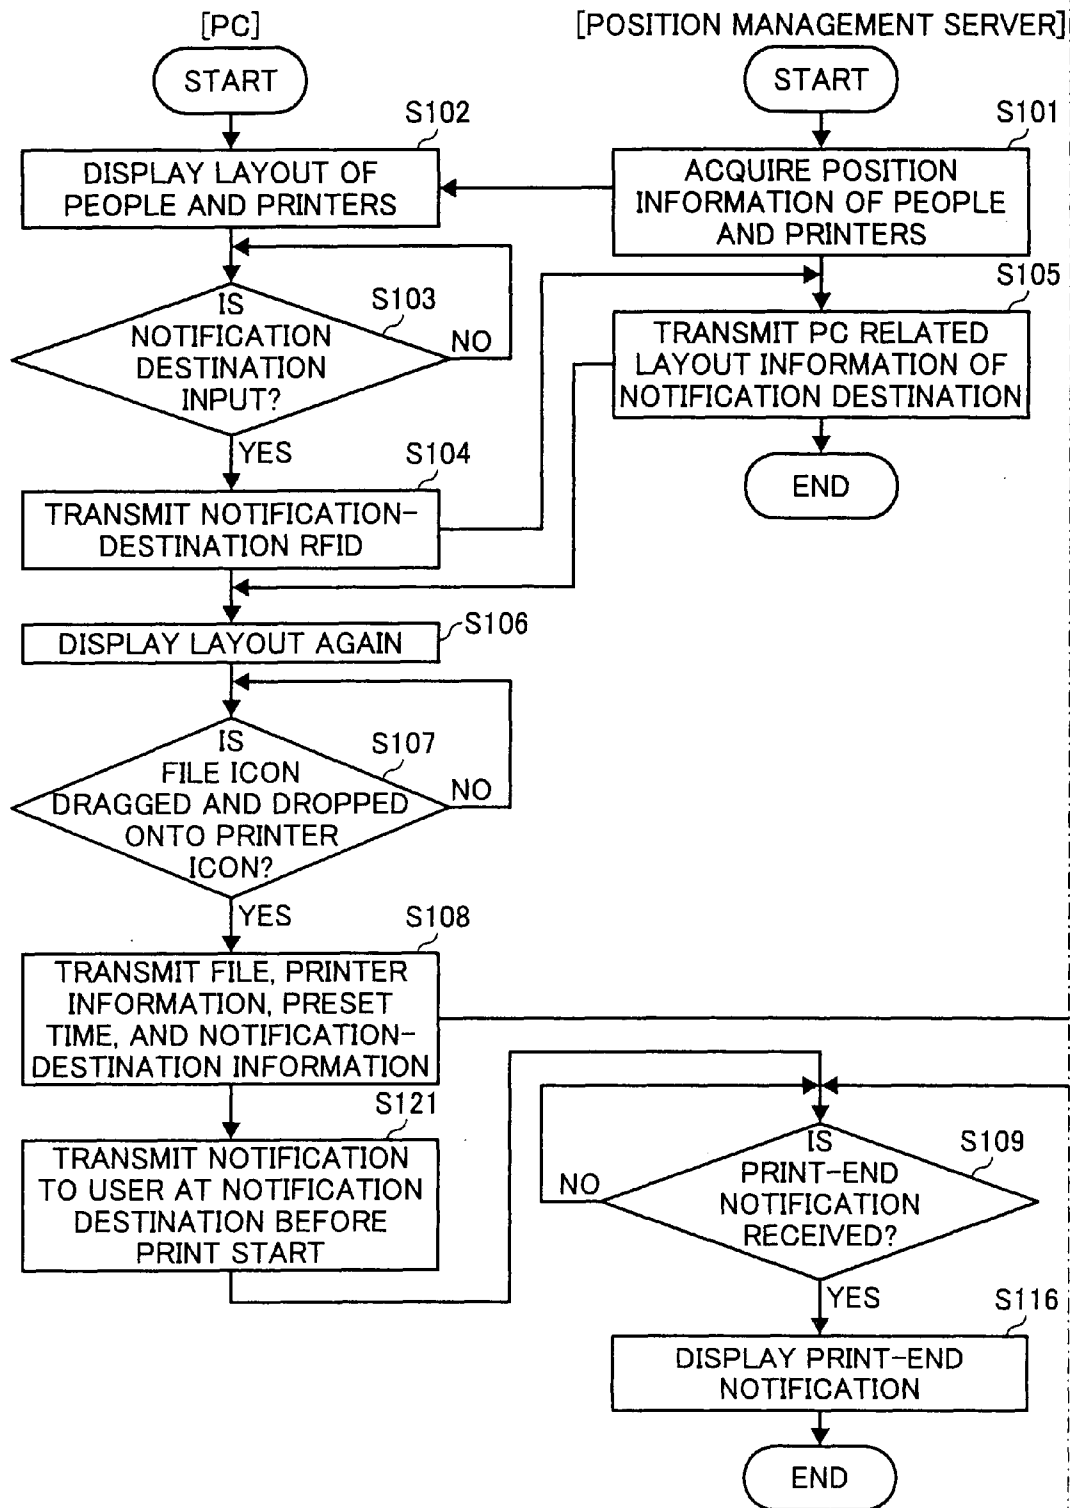 [PC]
[POSITION MANAGEMENT SERVER]
START
START
S102
S101
DISPLAY LAYOUT OF
PEOPLE AND PRINTERS
ACQUIRE POSITION
INFORMATION OF PEOPLE
AND PRINTERS
S103
IS
NOTIFICATION
DESTINATION
INPUT?
NO
YES
S105
TRANSMIT PC RELATED
LAYOUT INFORMATION OF
NOTIFICATION DESTINATION
END
S104
TRANSMIT NOTIFICATION-
DESTINATION RFID
S106
DISPLAY LAYOUT AGAIN
S107
IS
FILE ICON
DRAGGED AND DROPPED
ONTO PRINTER
ICON?
NO
YES
S108
TRANSMIT FILE, PRINTER
INFORMATION, PRESET
TIME, AND NOTIFICATION-
DESTINATION INFORMATION
S121
TRANSMIT NOTIFICATION
TO USER AT NOTIFICATION
DESTINATION BEFORE
PRINT START
S109
IS
PRINT-END
NOTIFICATION
RECEIVED?
NO
YES
S116
DISPLAY PRINT-END
NOTIFICATION
END